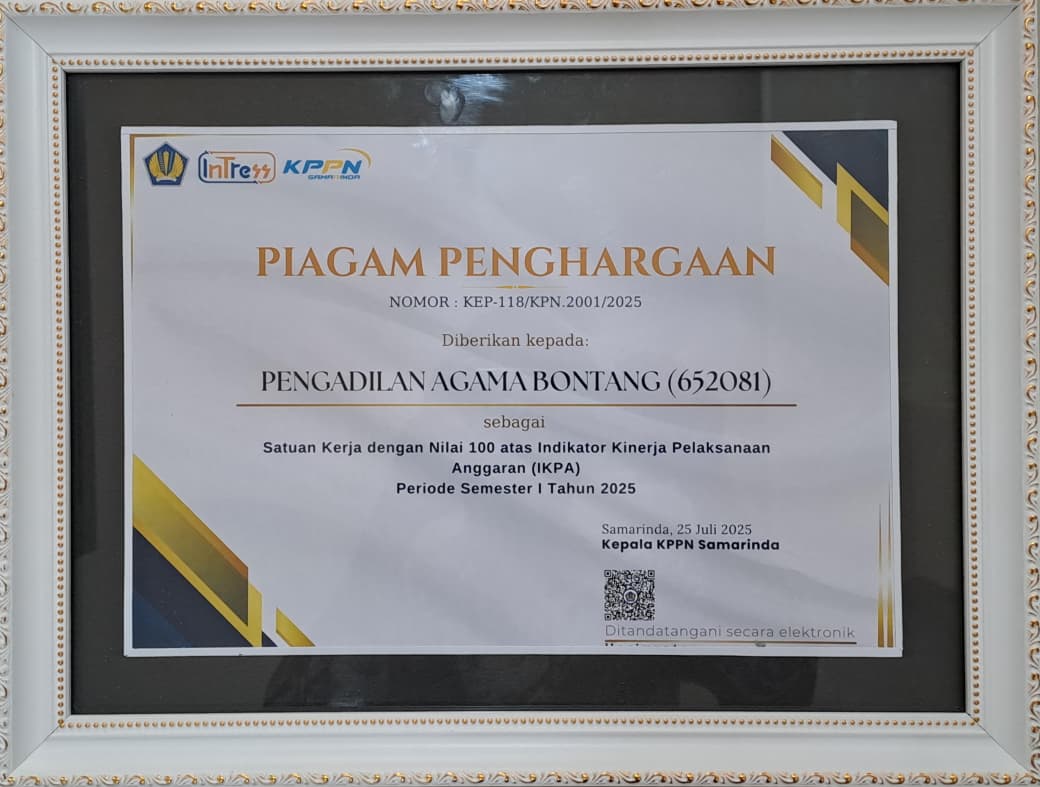 InTress KPPN
SAMARINDA
PIAGAM PENGHARGAAN
NOMOR : KEP-118/KPN.2001/2025
Diberikan kepada:
PENGADILAN AGAMA BONTANG (652081)
sebagai
Satuan Kerja dengan Nilai 100 atas Indikator Kinerja Pelaksanaan
Anggaran (IKPA)
Periode Semester I Tahun 2025
Samarinda, 25 Juli 2025
Kepala KPPN Samarinda
Ditandatangani secara elektronik